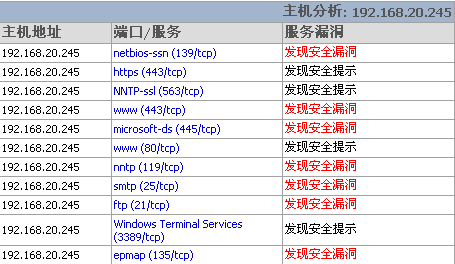 主机分析: 192.168.20.245
主机地址 端口/服务 服务漏洞
192.168.20.245 netbios-ssn (139/tcp) 发现安全漏洞
192.168.20.245 https (443/tcp) 发现安全提示
192.168.20.245 NNTP-ssl (563/tcp) 发现安全提示
192.168.20.245 www (443/tcp) 发现安全漏洞
192.168.20.245 microsoft-ds (445/tcp) 发现安全漏洞
192.168.20.245 www (80/tcp) 发现安全提示
192.168.20.245 nntp (119/tcp) 发现安全漏洞
192.168.20.245 smtp (25/tcp) 发现安全漏洞
192.168.20.245 ftp (21/tcp) 发现安全漏洞
192.168.20.245 Windows Terminal Services (3389/tcp) 发现安全提示
192.168.20.245 epmap (135/tcp) 发现安全漏洞